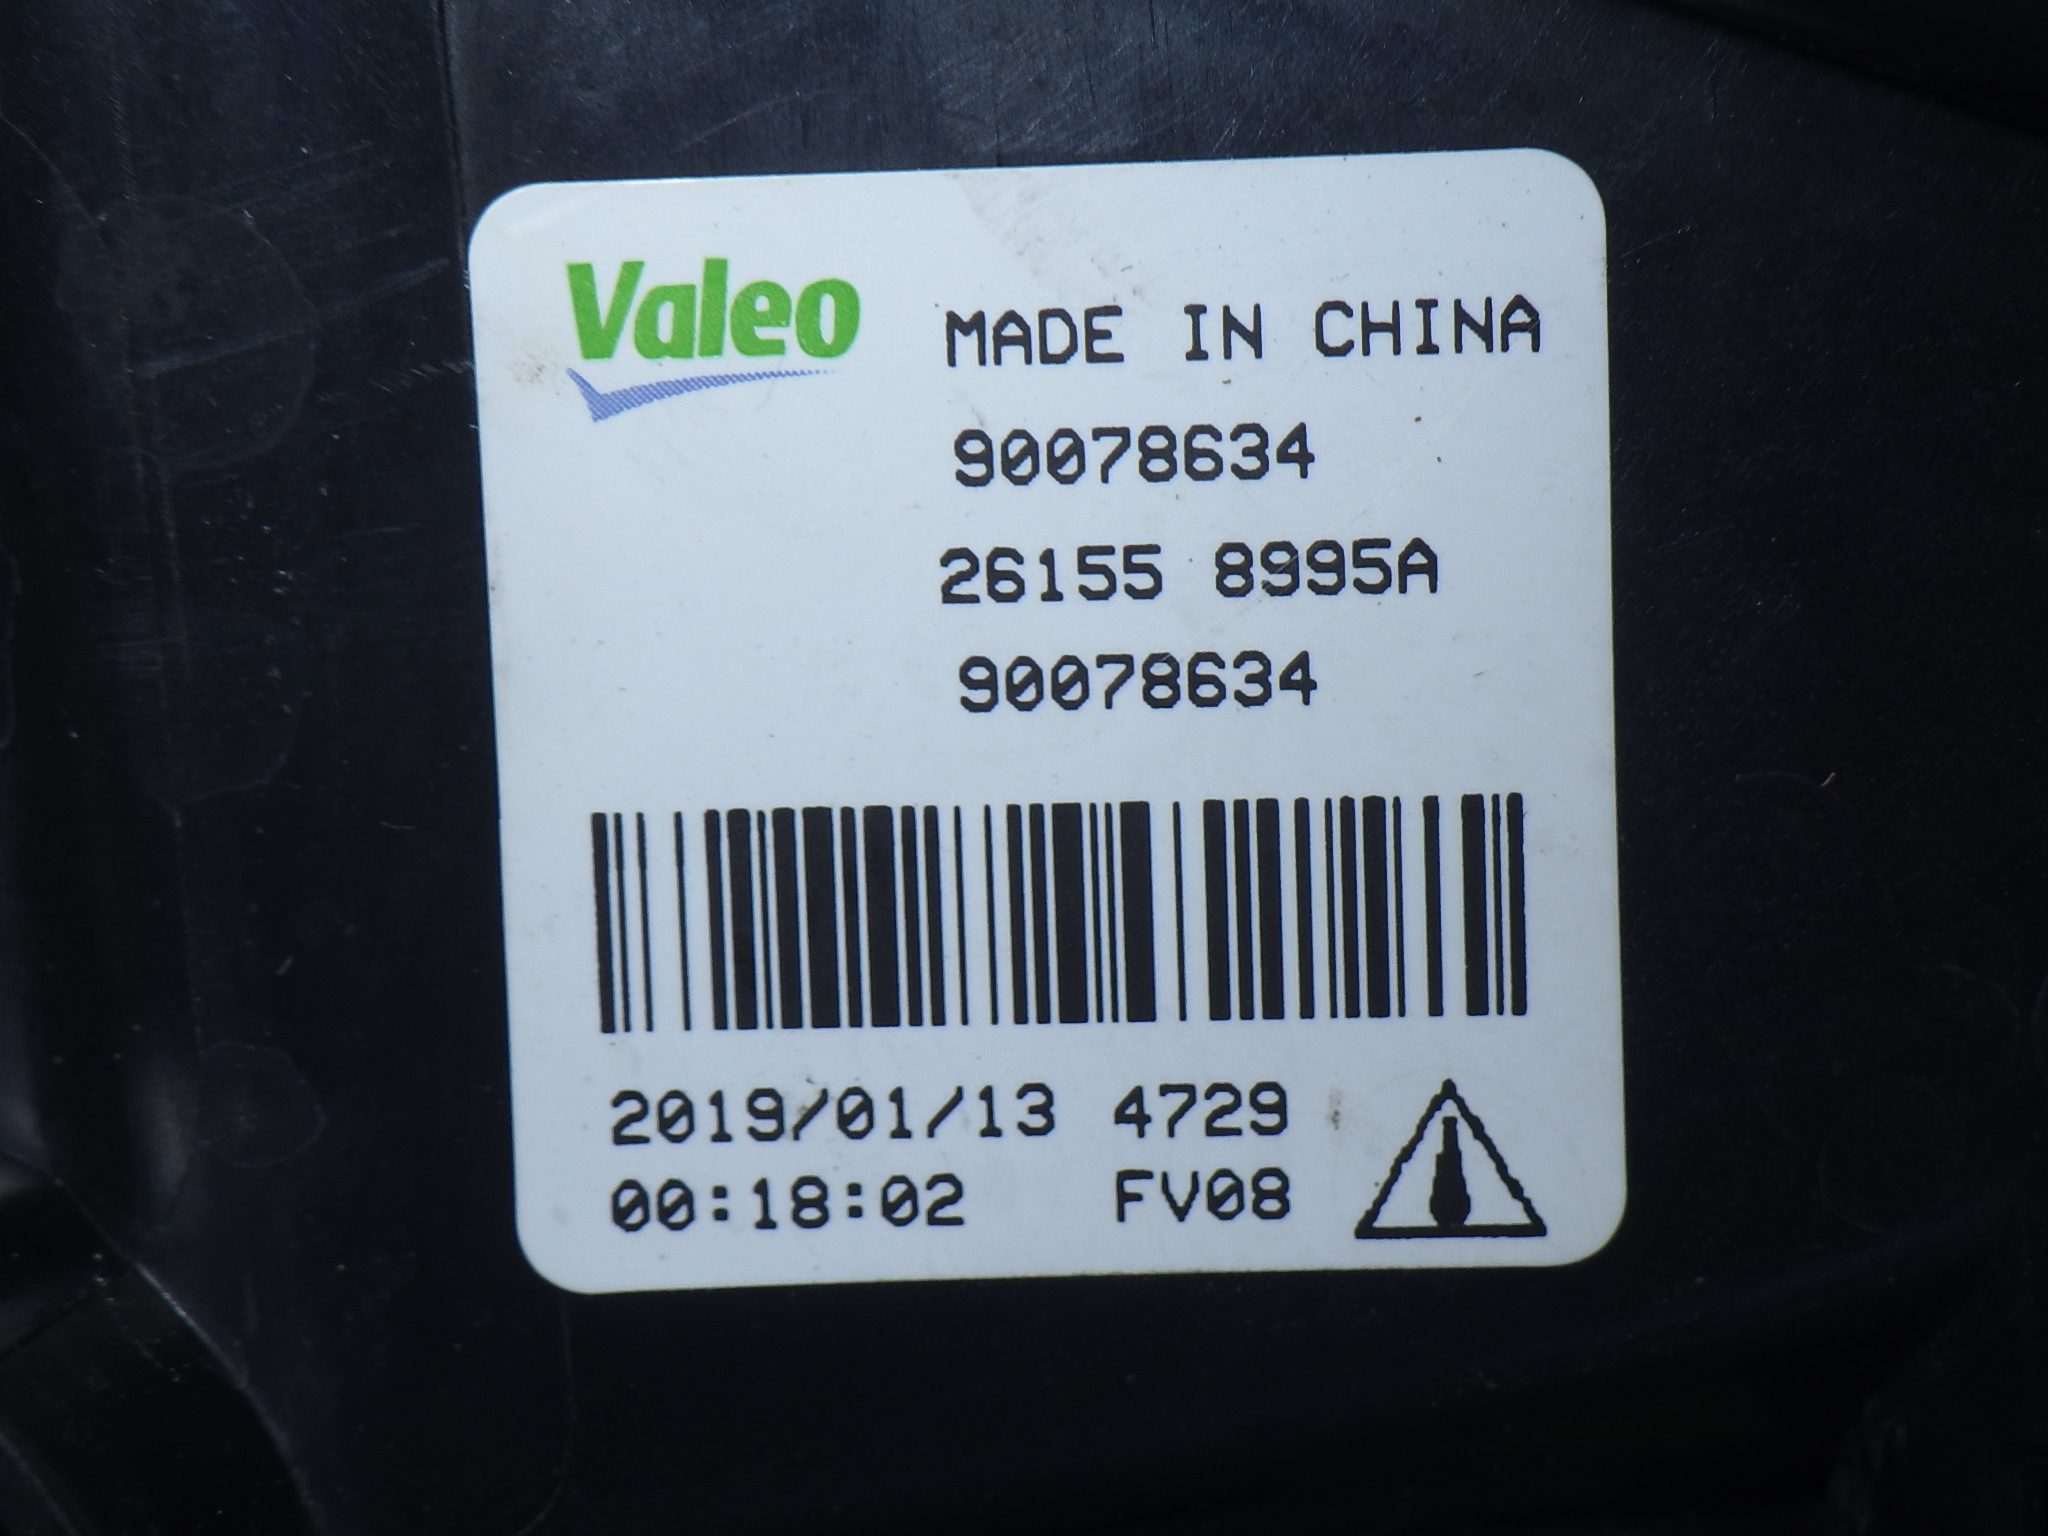 Valeo MADE IN CHINA
90078634
26155 8995A
90078634
2019/01/13 4729
00:18:02 FV08